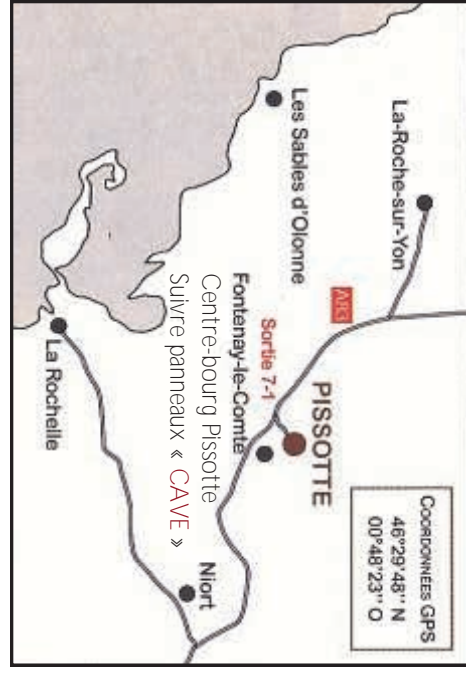 COORDONNÉES GPS
46°29'48'' N
00°48'23'' O
La-Roche-sur-Yon
A83
PISSOTTE
Sortie 7-1
Les Sables d'Olonne
Fontenay-le-Comte
Centre-bourg Pissotte
Suivre panneaux « CAVE »
Niort
La Rochelle